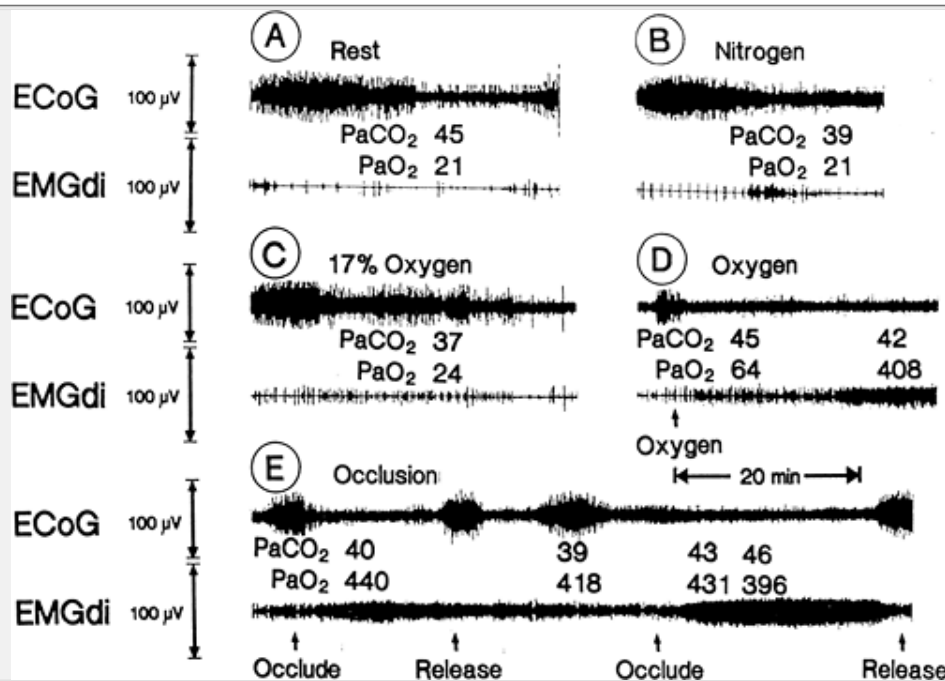 A Rest
B Nitrogen
ECoG 100 µV
PaCO₂ 45
PaCO₂ 39
PaO₂ 21
PaO₂ 21
EMGdi 100 µV
C 17% Oxygen
D Oxygen
ECoG 100 µV
PaCO₂ 37
PaCO₂ 45 42
PaO₂ 24
PaO₂ 64 408
EMGdi 100 µV
Oxygen
20 min
E Occlusion
ECoG 100 µV
PaCO₂ 40 39 43 46
PaO₂ 440 418 431 396
EMGdi 100 µV
Occlude Release Occlude Release